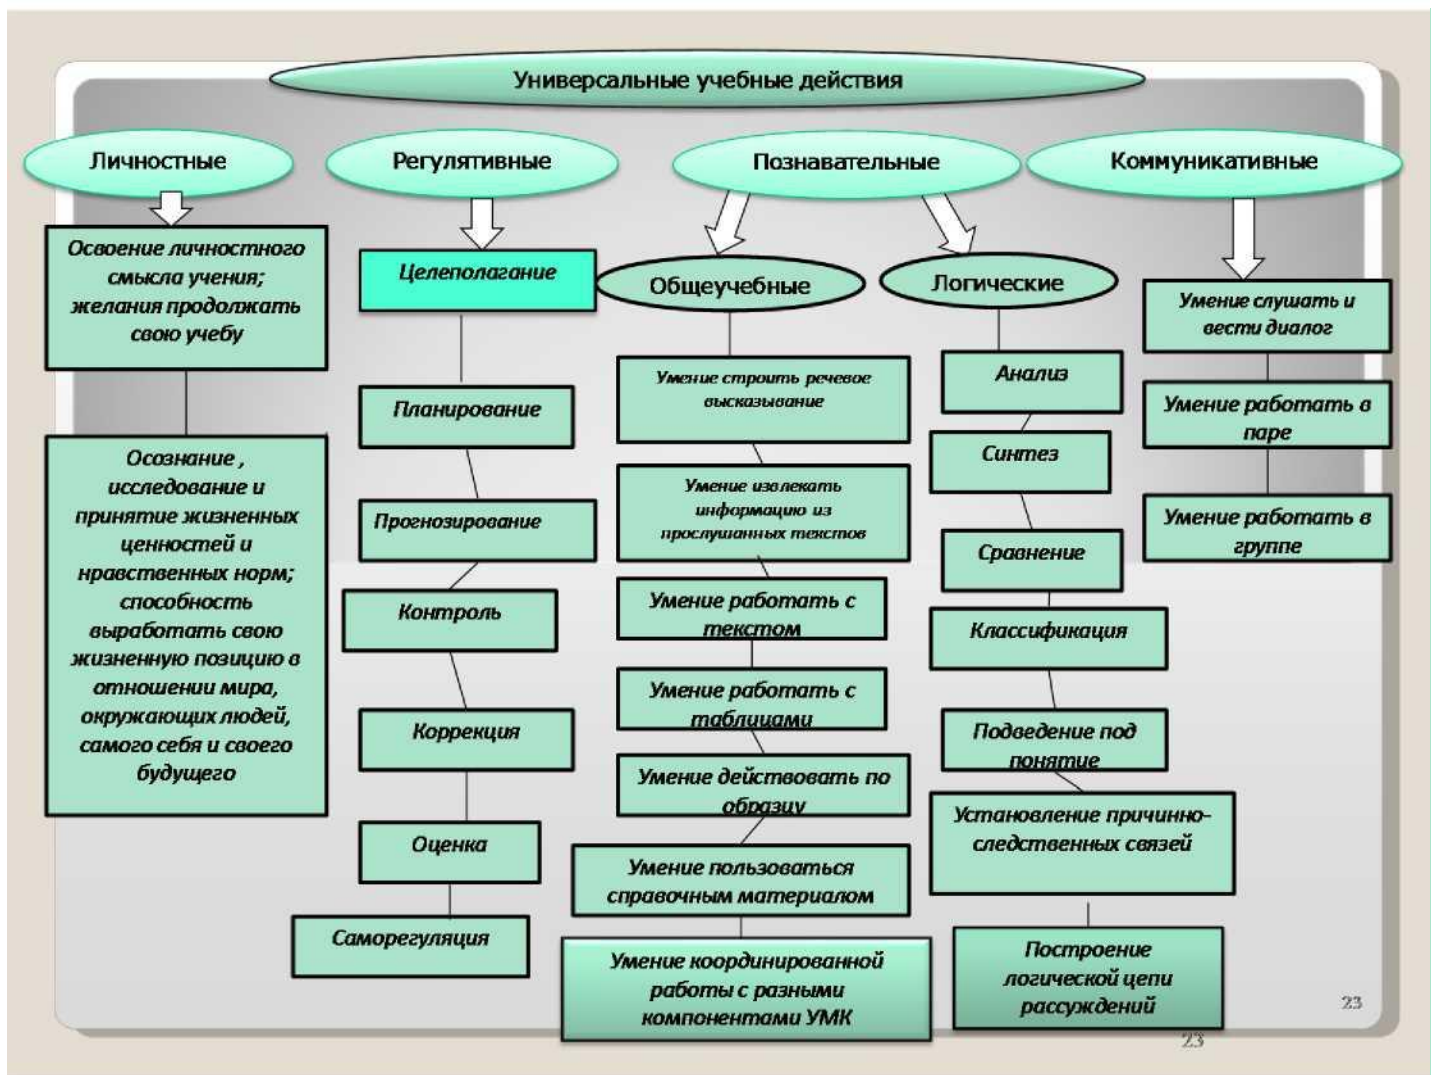 Универсальные учебные действия
Личностные
Освоение личностного
смысла учения;
желания продолжать
свою учебу
Осознание ,
исследование и
принятие жизненных
ценностей и
нравственных норм;
способность
выработать свою
жизненную позицию в
отношении мира,
окружающих людей,
самого себя и своего
будущего
Регулятивные
Целеполагание
Планирование
Прогнозирование
Контроль
Коррекция
Оценка
Саморегуляция
Познавательные
Общеучебные
Умение строить речевое
высказывание
Умение извлекать
информацию из
прослушанных текстов
Умение работать с
текстом
Умение работать с
таблицами
Умение действовать по
образцу
Умение пользоваться
справочным материалом
Умение координированной
работы с разными
компонентами УМК
Логические
Анализ
Синтез
Сравнение
Классификация
Подведение под
понятие
Установление причинно-
следственных связей
Построение
логической цепи
рассуждений
Коммуникативные
Умение слушать и
вести диалог
Умение работать в
паре
Умение работать в
группе
23
23